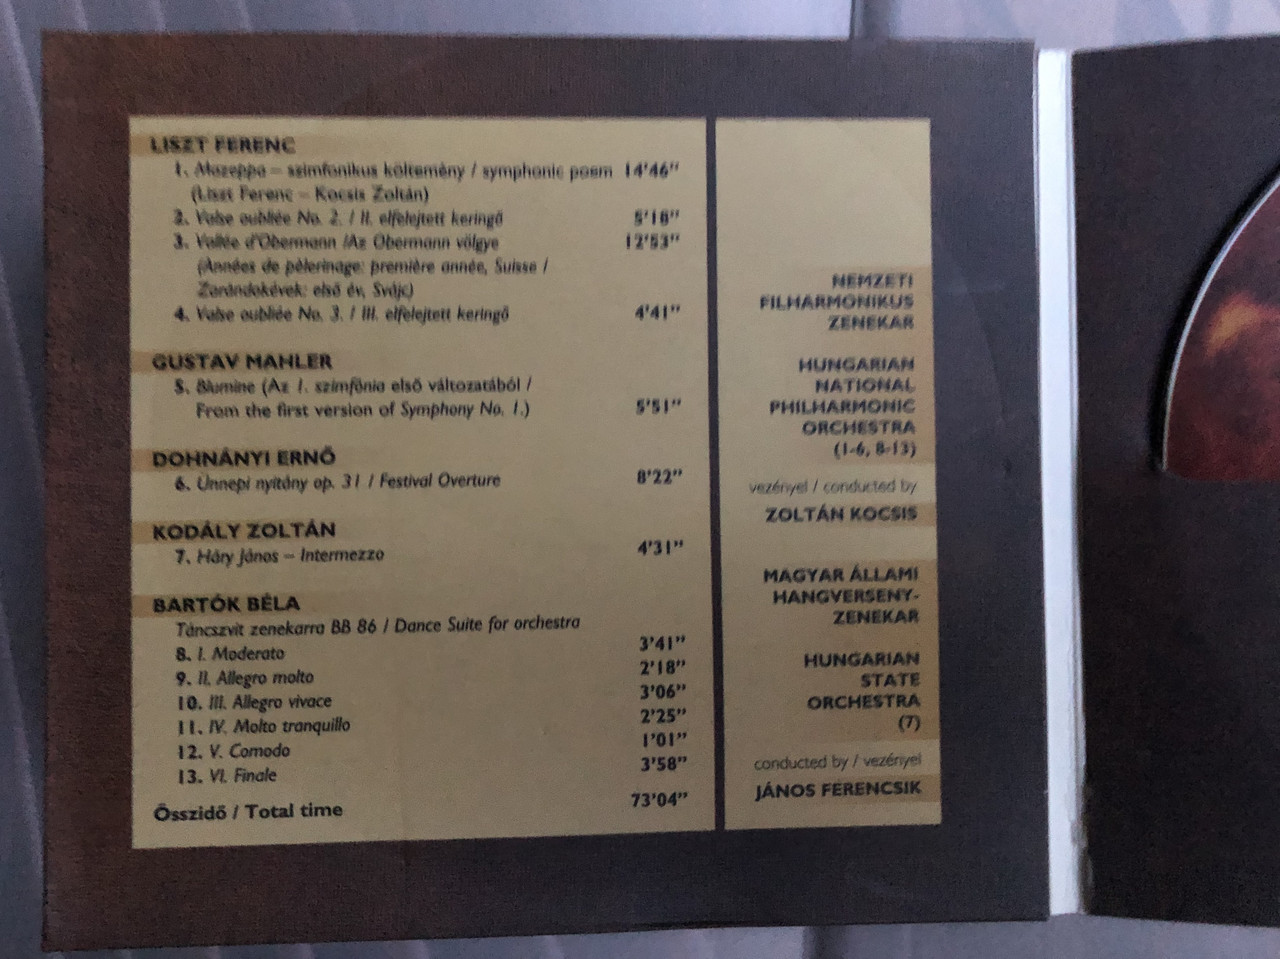 LISZT FERENC
1. Mazeppa – szimfonikus költemény / symphonic poem 14'46"
(Liszt Ferenc – Kocsis Zoltán)
2. Valse oubliée No. 2. / II. elfelejtett keringő 5'18"
3. Vallée d'Obermann /Az Obermann völgye 12'53"
(Années de pèlerinage: première année, Suisse /
Zarándokévek: első év, Svájc)
4. Valse oubliée No. 3. / III. elfelejtett keringő 4'41"
GUSTAV MAHLER
5. Blumine (Az I. szimfónia első változatából /
From the first version of Symphony No. 1.) 5'51"
DOHNÁNYI ERNŐ
6. Ünnepi nyitány op. 31 / Festival Overture 8'22"
KODÁLY ZOLTÁN
7. Háry János – Intermezzo 4'31"
BARTÓK BÉLA
Táncszvit zenekarra BB 86 / Dance Suite for orchestra
8. I. Moderato 3'41"
9. II. Allegro molto 2'18"
10. III. Allegro vivace 3'06"
11. IV. Molto tranquillo 2'25"
12. V. Comodo 1'01"
13. VI. Finale 3'58"
Összidő / Total time 73'04"
NEMZETI
FILHARMONIKUS
ZENEKAR
HUNGARIAN
NATIONAL
PHILHARMONIC
ORCHESTRA
(1-6, 8-13)
vezényel / conducted by
ZOLTÁN KOCSIS
MAGYAR ÁLLAMI
HANGVERSENY-
ZENEKAR
HUNGARIAN
STATE
ORCHESTRA
(7)
conducted by / vezényel
JÁNOS FERENCSIK